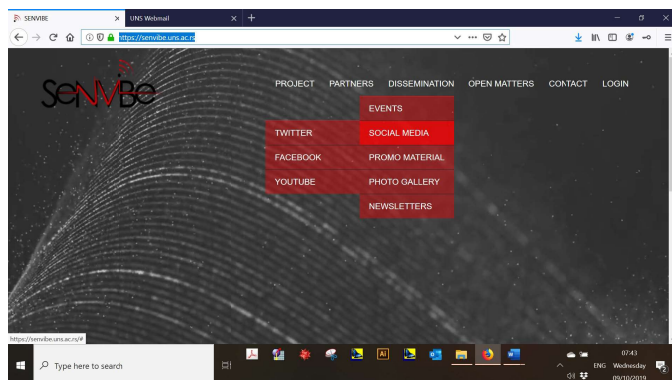 SENVIBE
UNS Webmail
https://senvibe.uns.ac.rs
SENVIBE
PROJECT PARTNERS DISSEMINATION OPEN MATTERS CONTACT LOGIN
EVENTS
TWITTER SOCIAL MEDIA
FACEBOOK PROMO MATERIAL
YOUTUBE PHOTO GALLERY
NEWSLETTERS
https://senvibe.uns.ac.rs/#
Type here to search
Ai
07:43
ENG Wednesday
09/10/2019
2